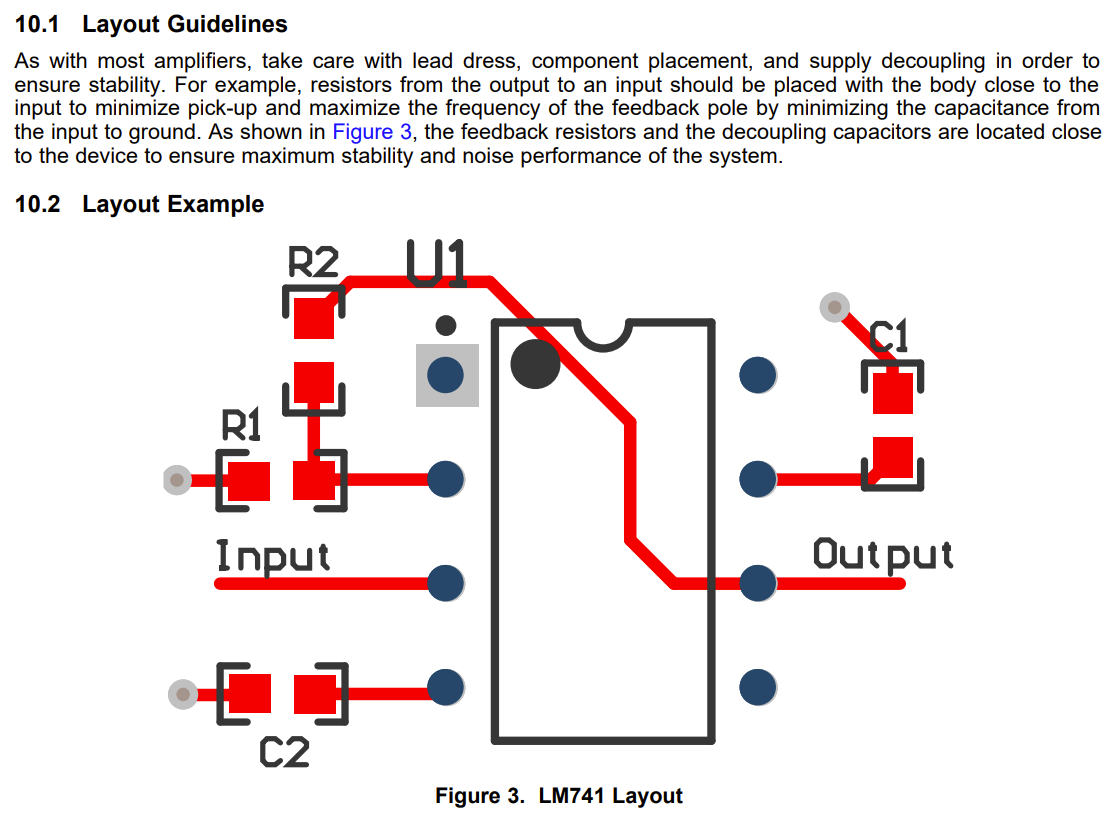 10.1 Layout Guidelines
As with most amplifiers, take care with lead dress, component placement, and supply decoupling in order to
ensure stability. For example, resistors from the output to an input should be placed with the body close to the
input to minimize pick-up and maximize the frequency of the feedback pole by minimizing the capacitance from
the input to ground. As shown in Figure 3, the feedback resistors and the decoupling capacitors are located close
to the device to ensure maximum stability and noise performance of the system.
10.2 Layout Example
R2
U1
C1
R1
Input
Output
C2
Figure 3. LM741 Layout